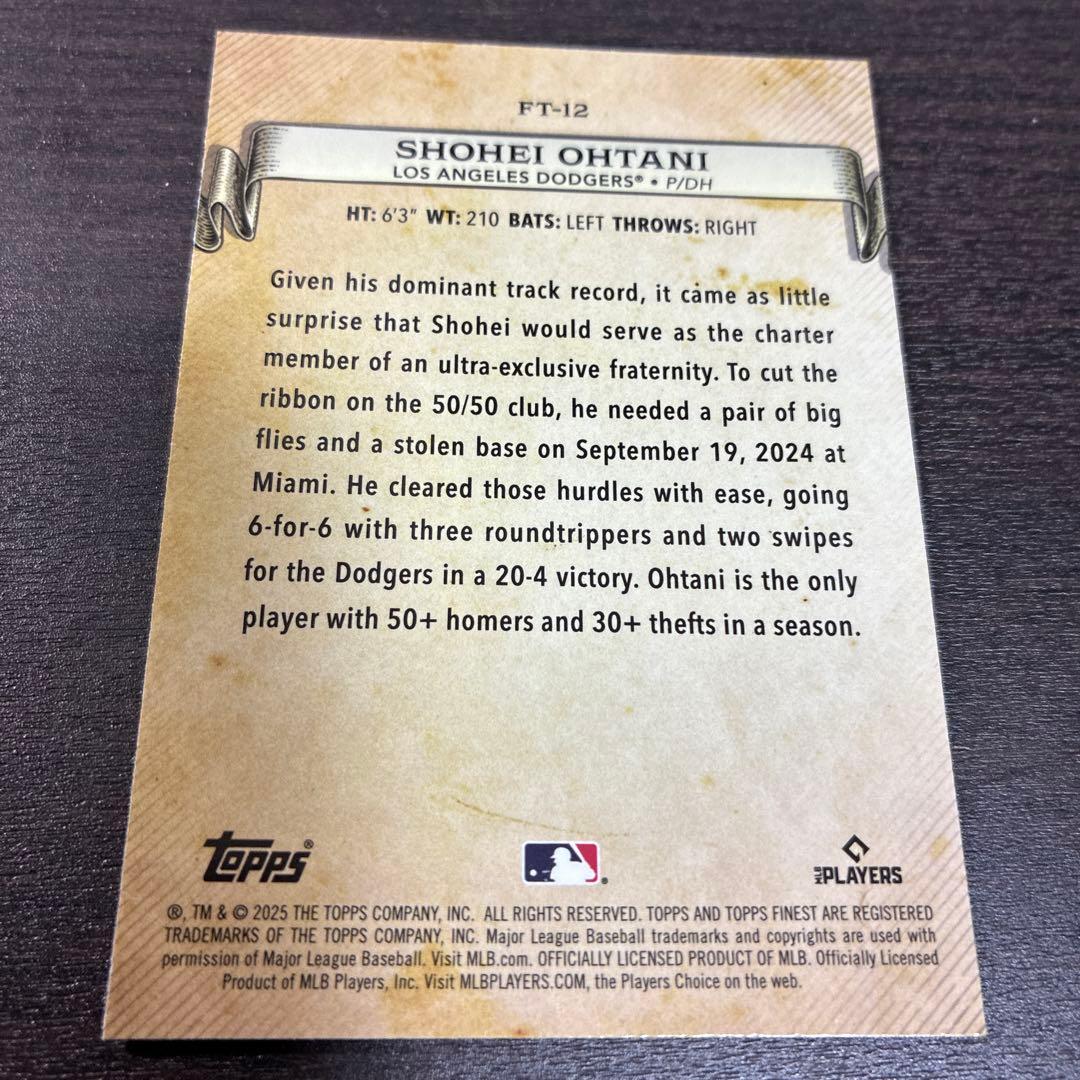 FT-12
SHOHEI OHTANI
LOS ANGELES DODGERS® • P/DH
HT: 6'3" WT: 210 BATS: LEFT THROWS: RIGHT
Given his dominant track record, it came as little
surprise that Shohei would serve as the charter
member of an ultra-exclusive fraternity. To cut the
ribbon on the 50/50 club, he needed a pair of big
flies and a stolen base on September 19, 2024 at
Miami. He cleared those hurdles with ease, going
6-for-6 with three roundtrippers and two swipes
for the Dodgers in a 20-4 victory. Ohtani is the only
player with 50+ homers and 30+ thefts in a season.
Topps®
MLB PLAYERS
®, TM & © 2025 THE TOPPS COMPANY, INC. ALL RIGHTS RESERVED. TOPPS AND TOPPS FINEST ARE REGISTERED
TRADEMARKS OF THE TOPPS COMPANY, INC. Major League Baseball trademarks and copyrights are used with
permission of Major League Baseball. Visit MLB.com. OFFICIALLY LICENSED PRODUCT OF MLB. Officially Licensed
Product of MLB Players, Inc. Visit MLBPLAYERS.COM, the Players Choice on the web.